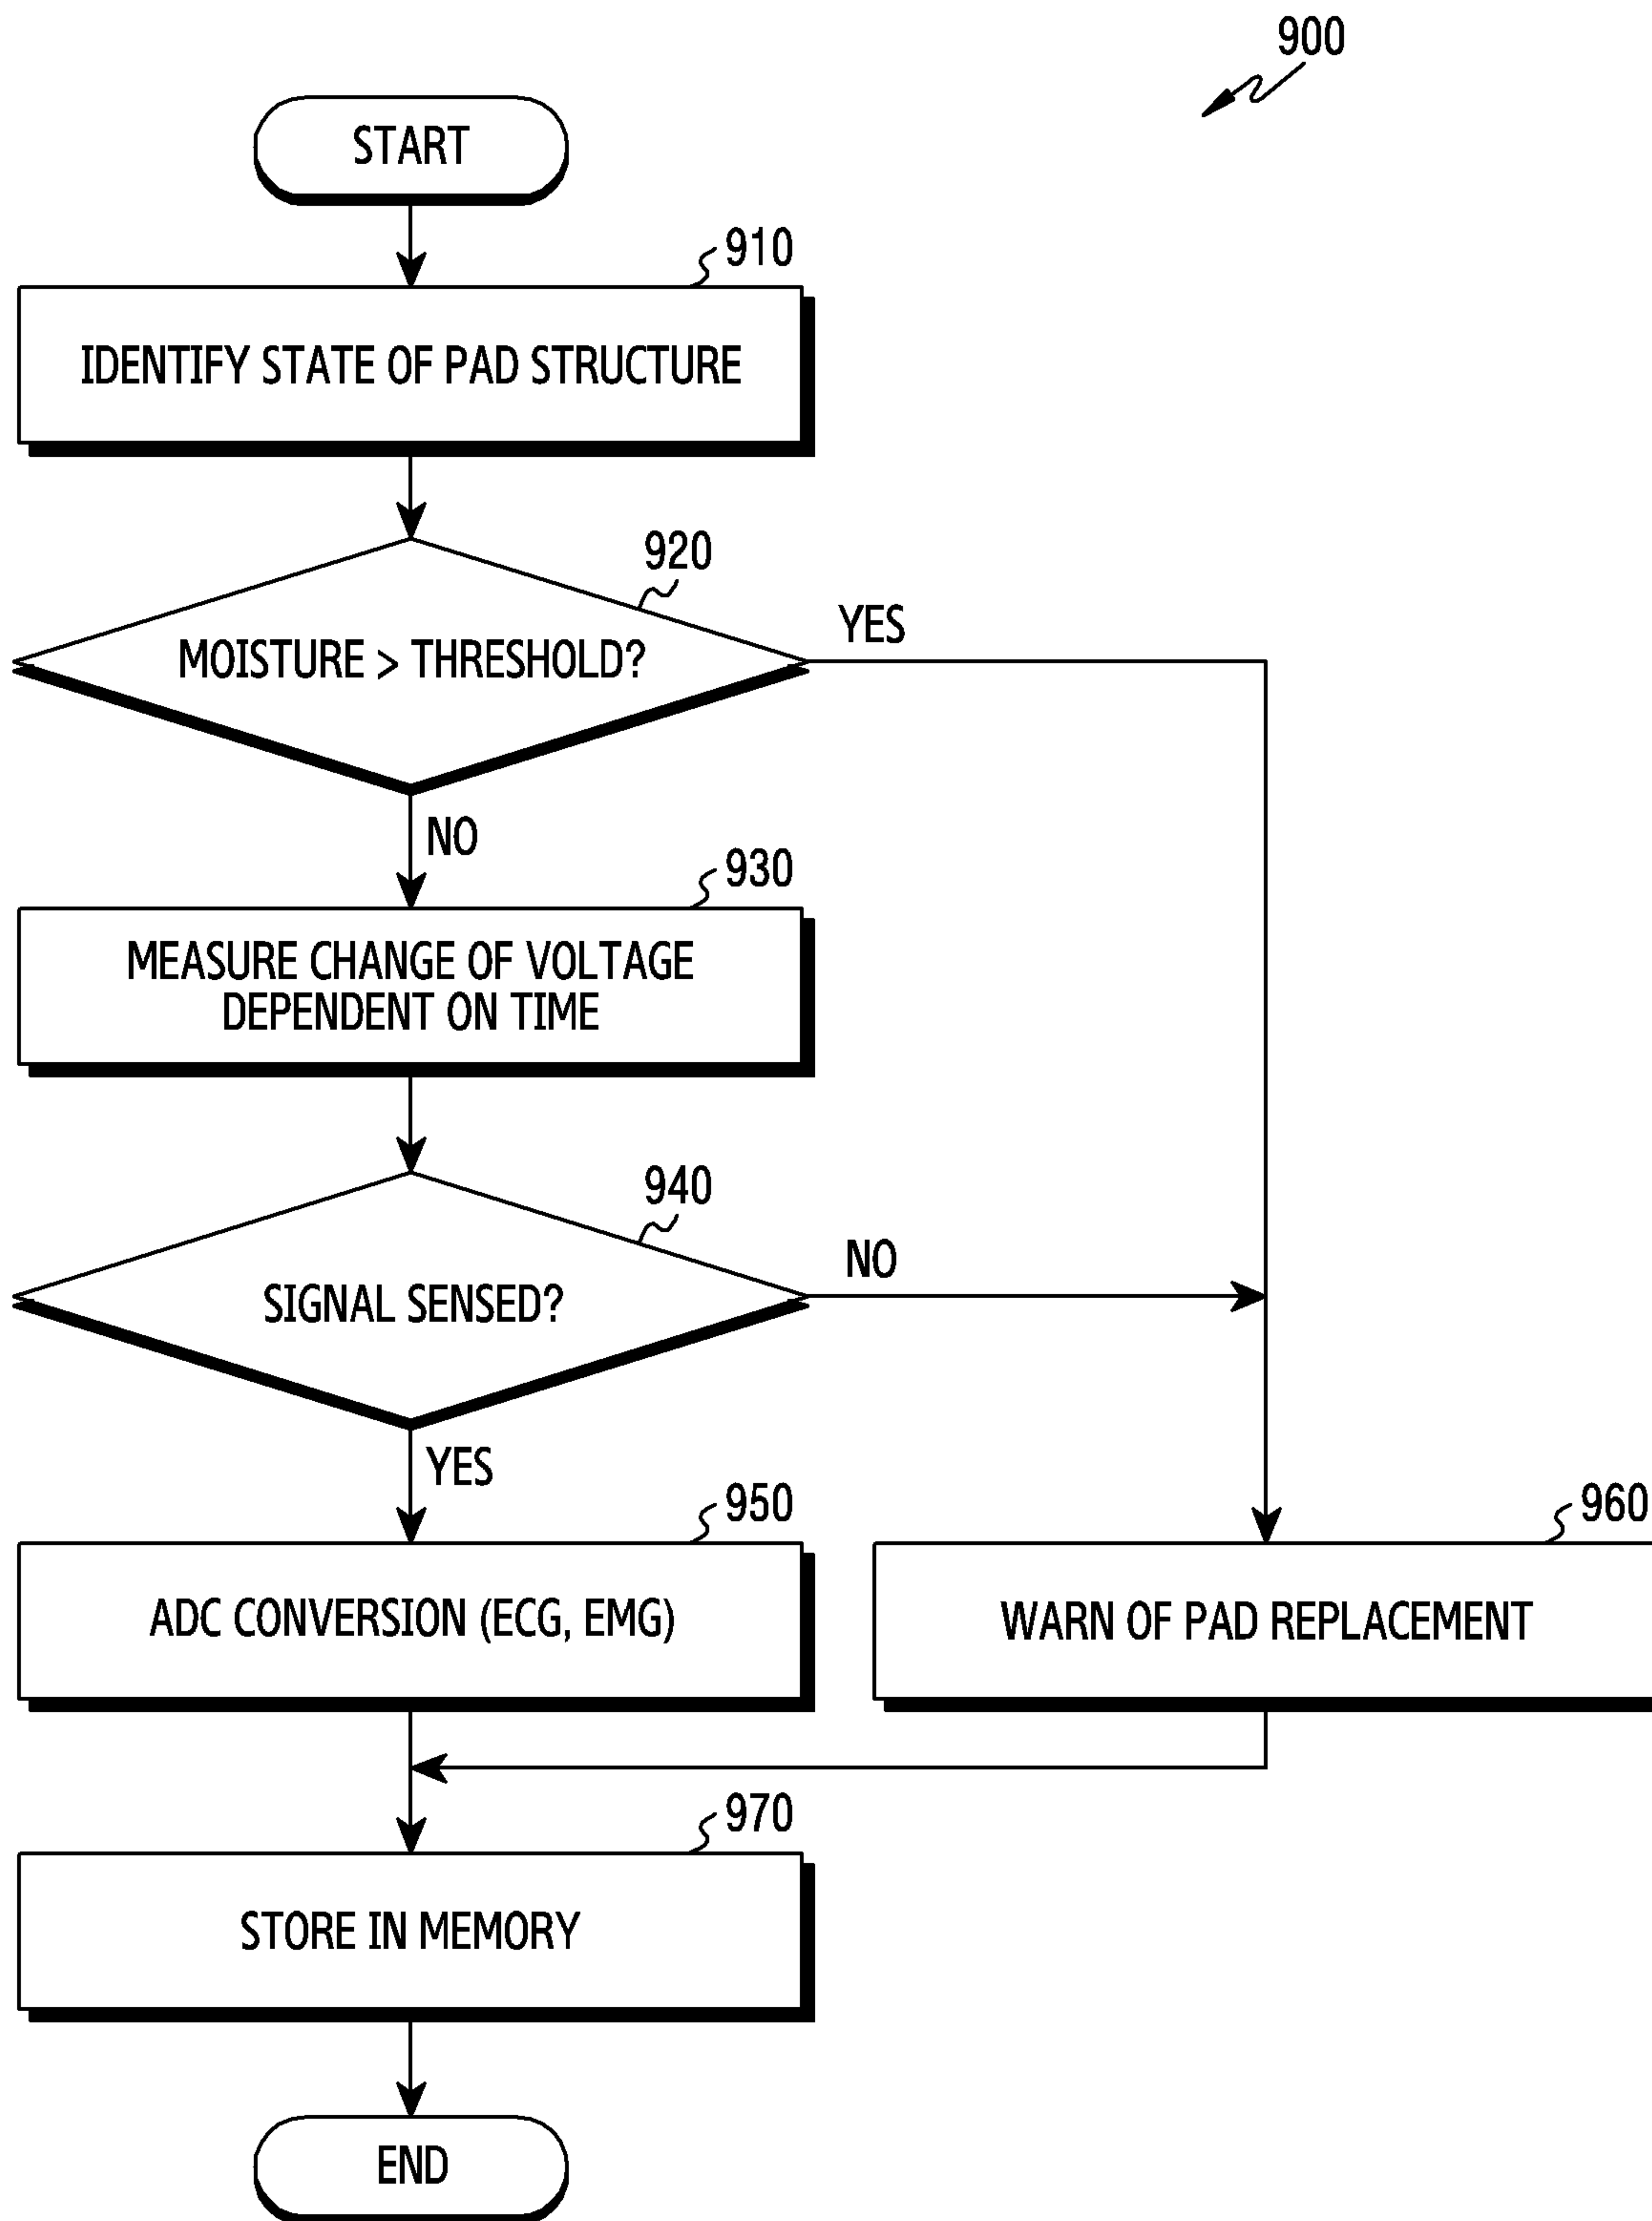 900
START
910
IDENTIFY STATE OF PAD STRUCTURE
920
MOISTURE > THRESHOLD?
YES
NO
930
MEASURE CHANGE OF VOLTAGE
DEPENDENT ON TIME
940
SIGNAL SENSED?
NO
YES
950
ADC CONVERSION (ECG, EMG)
960
WARN OF PAD REPLACEMENT
970
STORE IN MEMORY
END